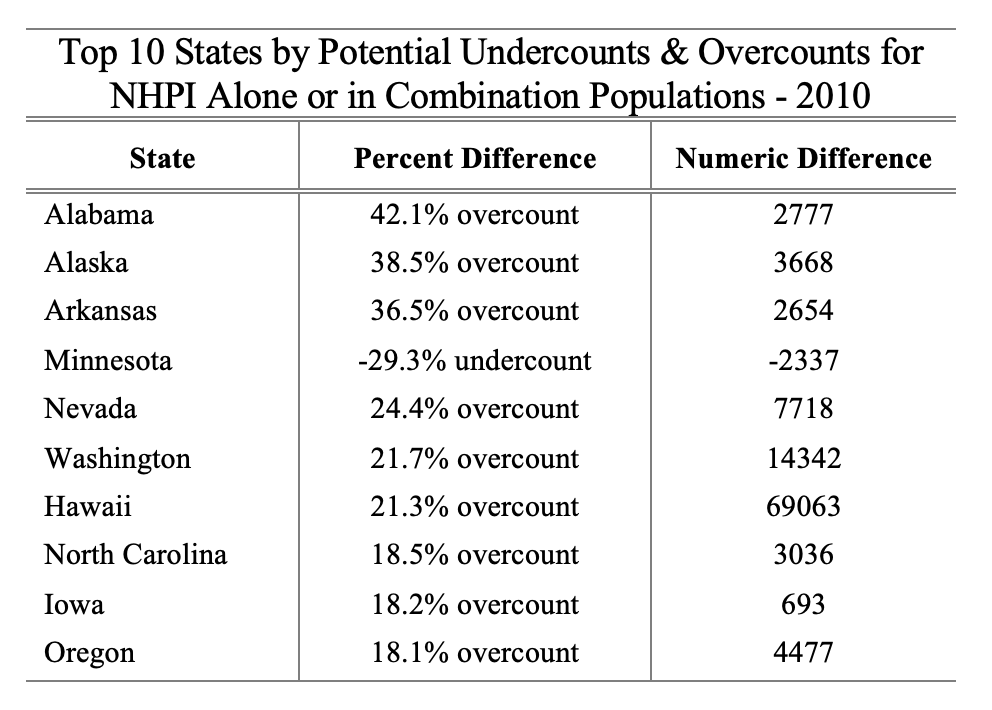 Top 10 States by Potential Undercounts & Overcounts for
NHPI Alone or in Combination Populations - 2010
State Percent Difference Numeric Difference
Alabama 42.1% overcount 2777
Alaska 38.5% overcount 3668
Arkansas 36.5% overcount 2654
Minnesota -29.3% undercount -2337
Nevada 24.4% overcount 7718
Washington 21.7% overcount 14342
Hawaii 21.3% overcount 69063
North Carolina 18.5% overcount 3036
Iowa 18.2% overcount 693
Oregon 18.1% overcount 4477